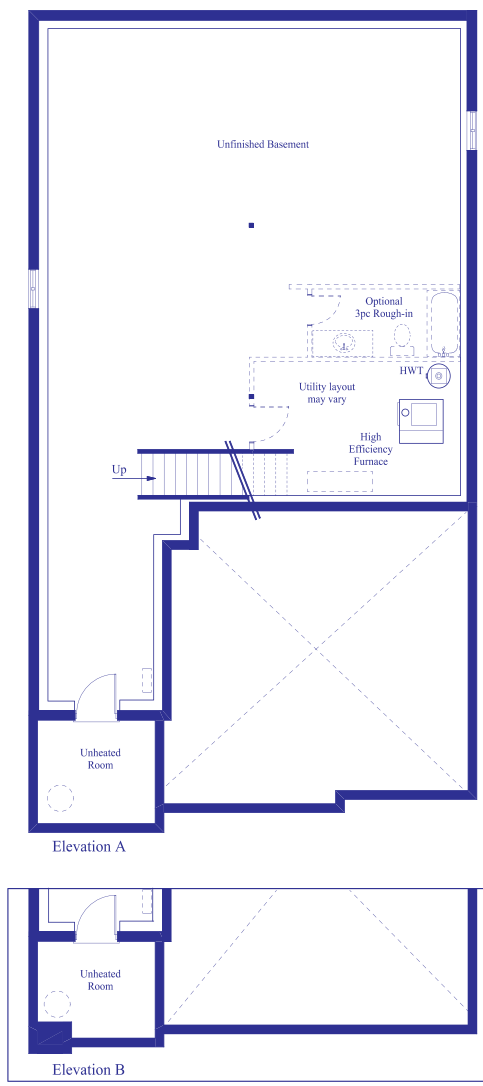 Unfinished Basement
Optional
3pc Rough-in
HWT
Utility layout
may vary
High
Efficiency
Furnace
Up
Unheated
Room
Elevation A
Unheated
Room
Elevation B